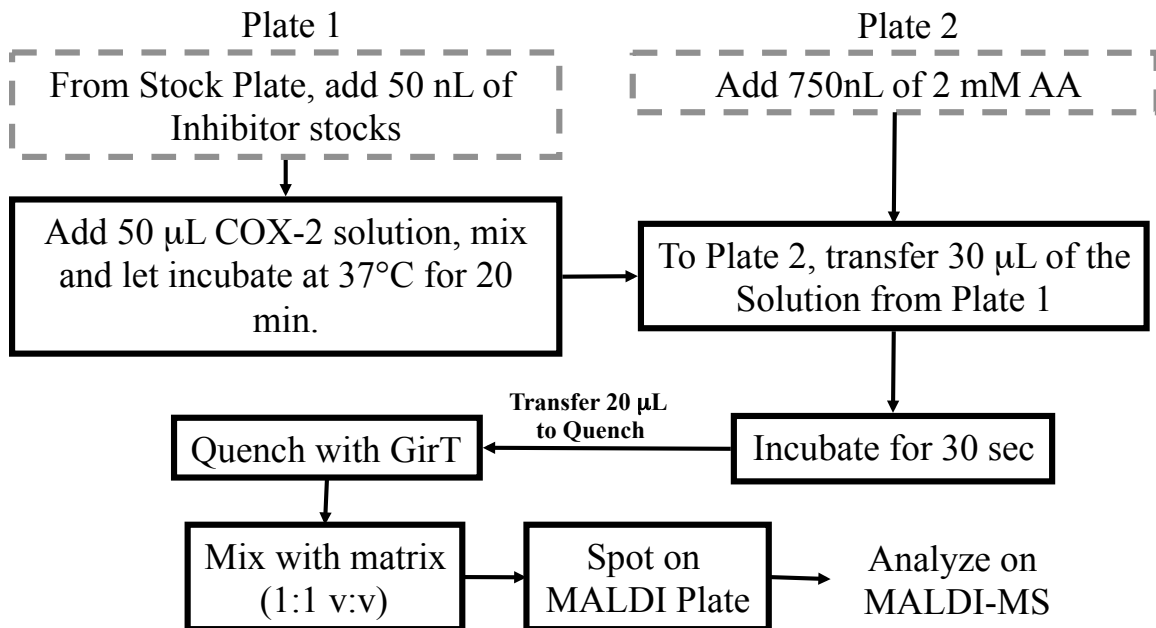 Plate 1
From Stock Plate, add 50 nL of
Inhibitor stocks
Add 50 μL COX-2 solution, mix
and let incubate at 37°C for 20
min.
Plate 2
Add 750nL of 2 mM AA
To Plate 2, transfer 30 μL of the
Solution from Plate 1
Incubate for 30 sec
Transfer 20 μL
to Quench
Quench with GirT
Mix with matrix
(1:1 v:v)
Spot on
MALDI Plate
Analyze on
MALDI-MS